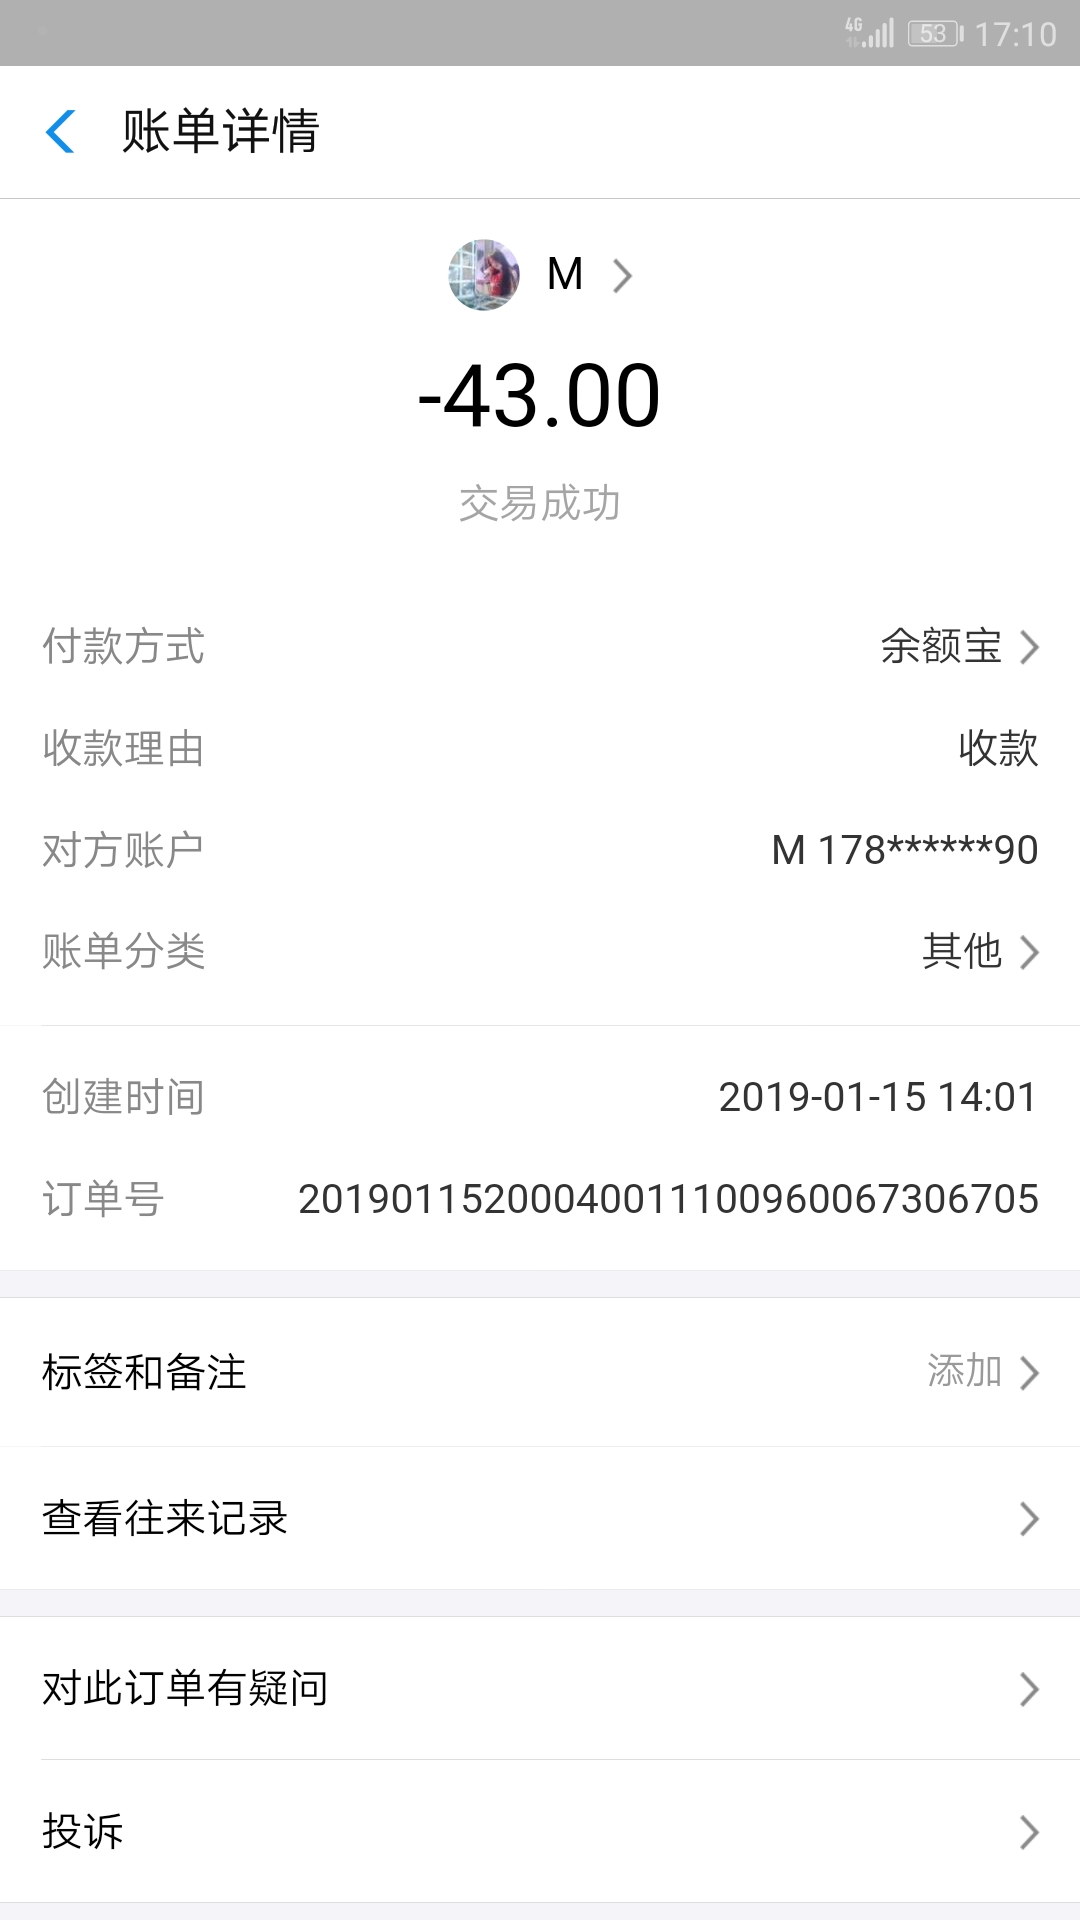 4G 53 17:10
账单详情
M
-43.00
交易成功
付款方式 余额宝
收款理由 收款
对方账户 M 178******90
账单分类 其他
创建时间 2019-01-15 14:01
订单号 20190115200040011100960067306705
标签和备注 添加
查看往来记录
对此订单有疑问
投诉